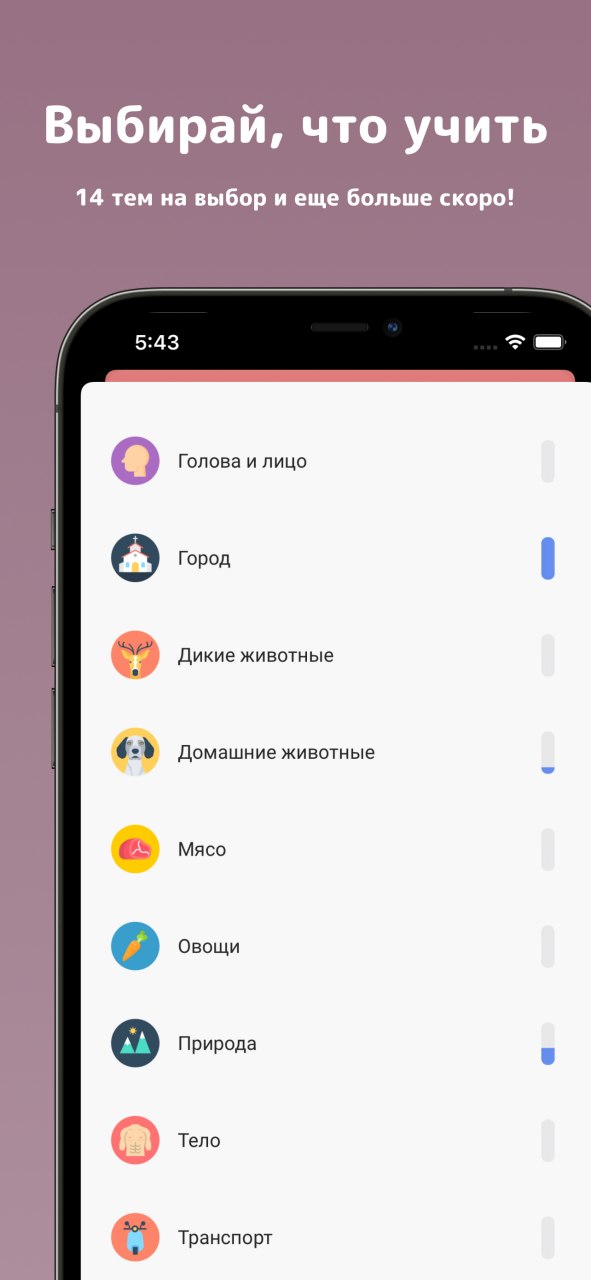 Выбирай, что учить
14 тем на выбор и еще больше скоро!
5:43
Голова и лицо
Город
Дикие животные
Домашние животные
Мясо
Овощи
Природа
Тело
Транспорт